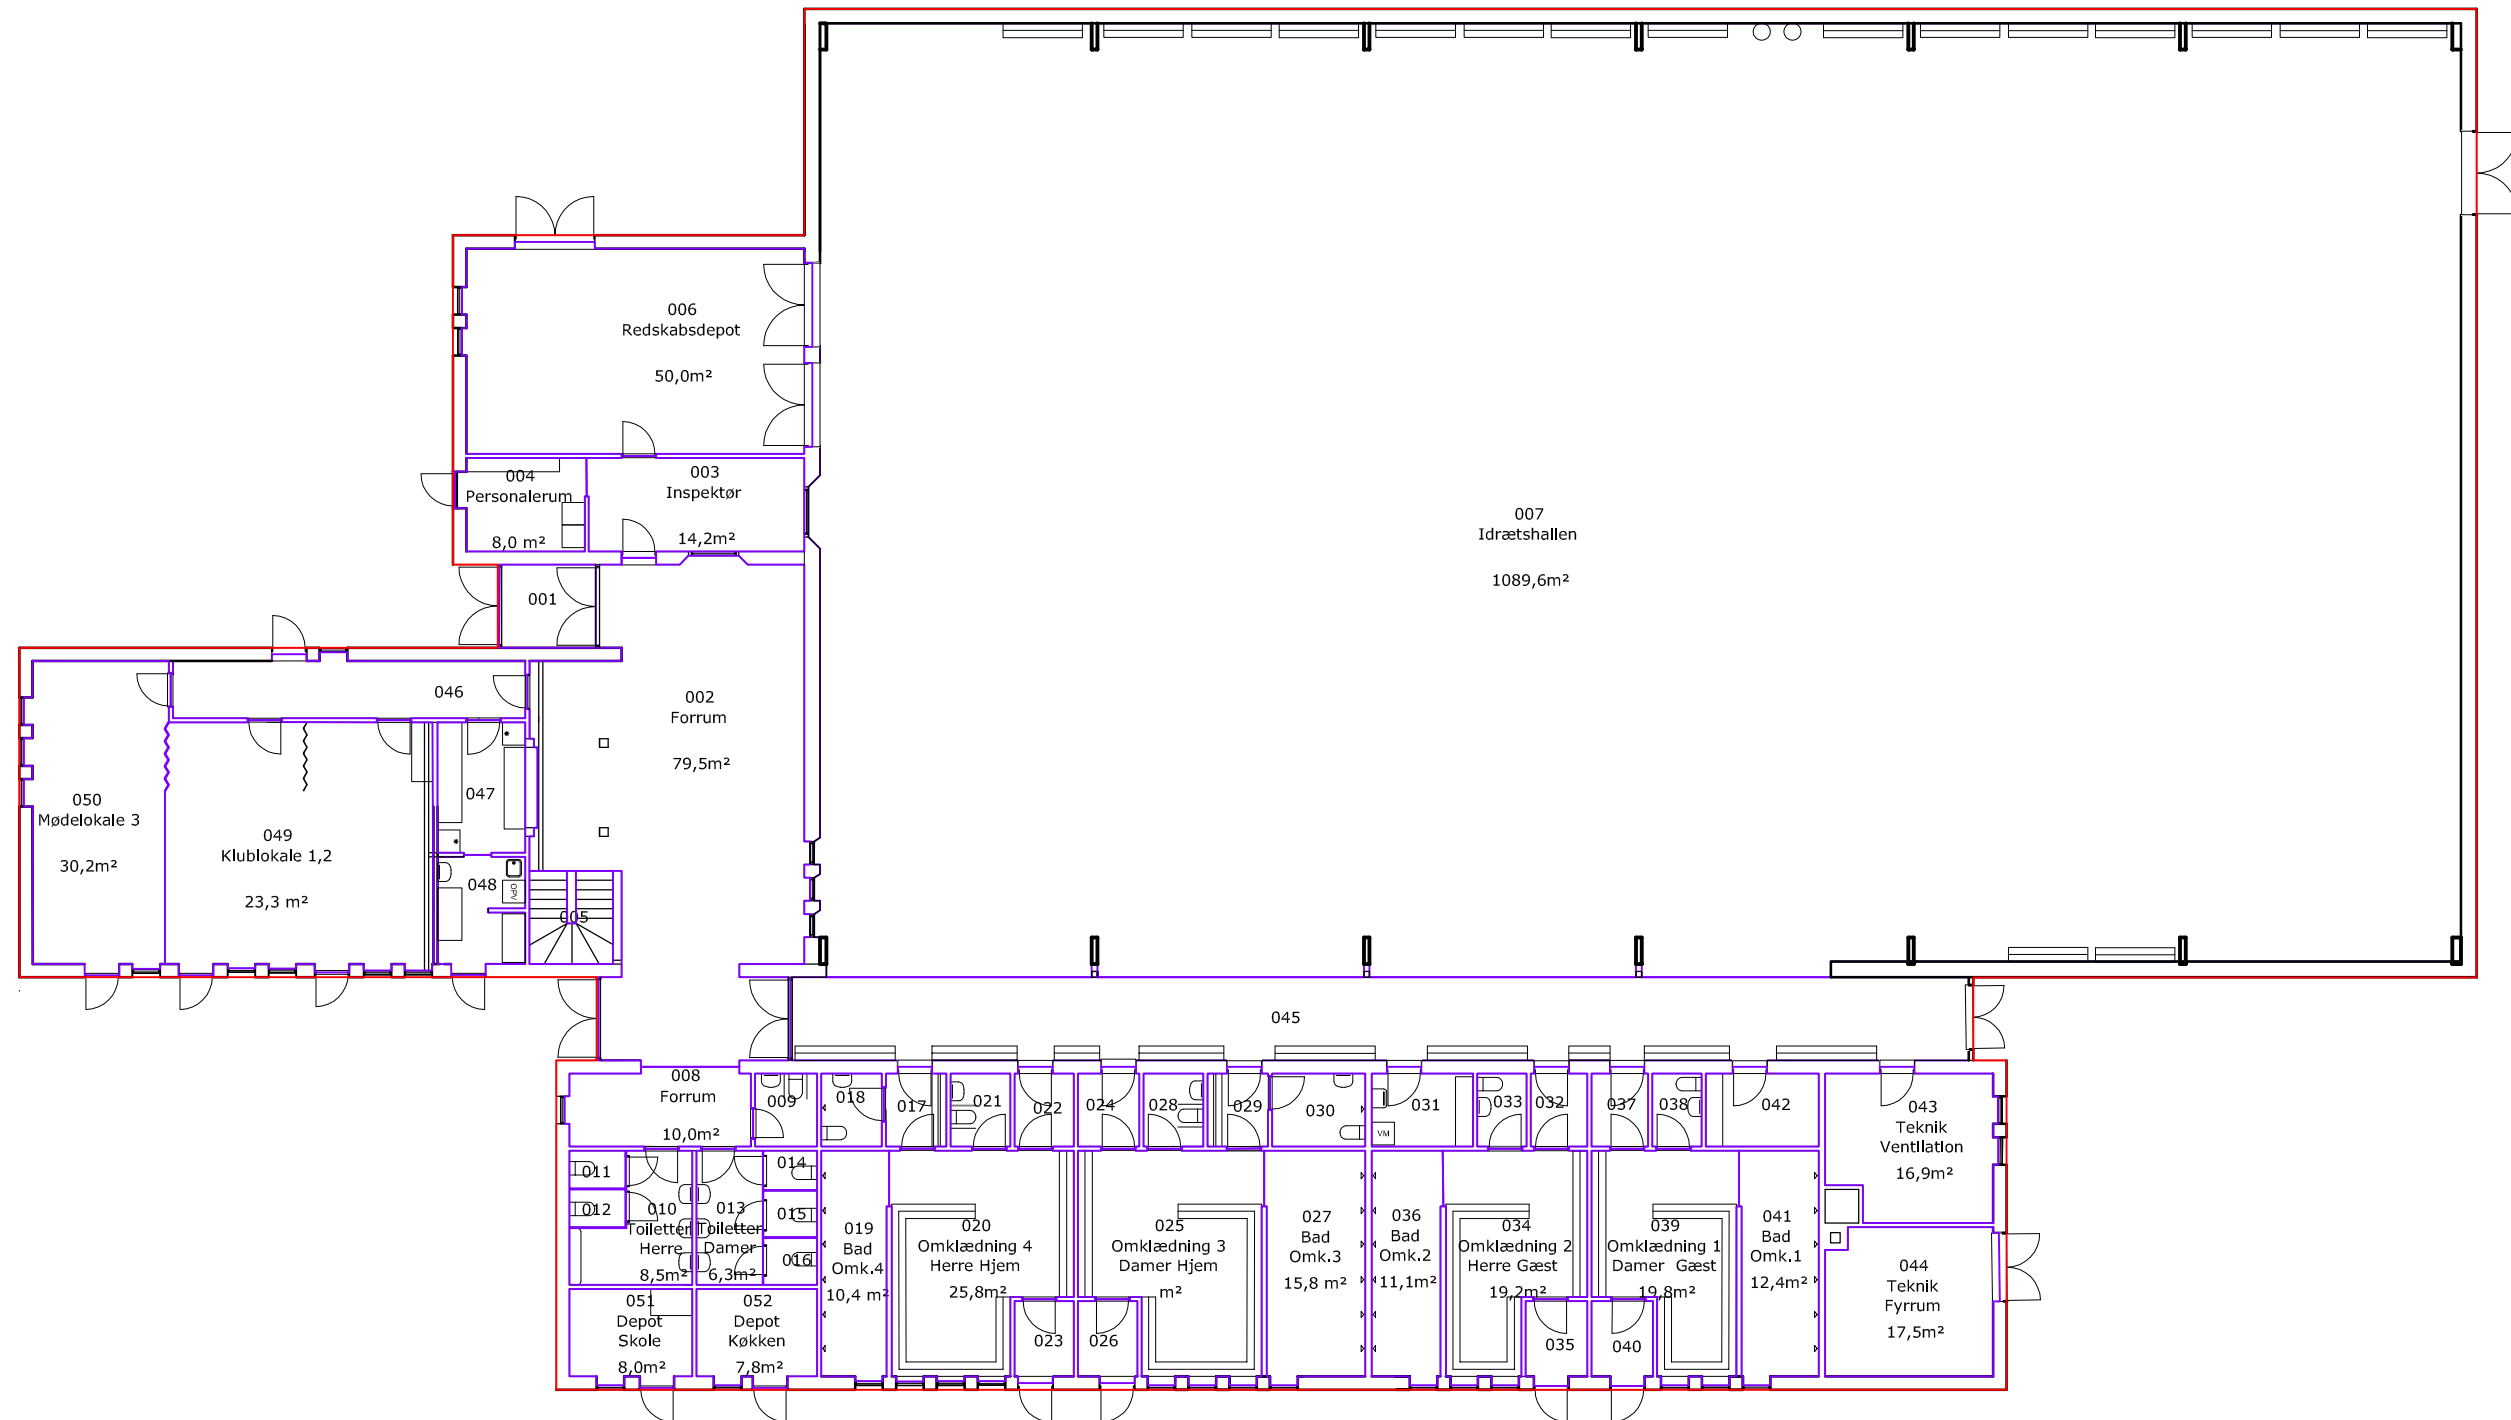 006
Redskabsdepot
50,0m²
004
Personalerum
8,0 m²
003
Inspektør
14,2m²
007
Idrætshallen
1089,6m²
001
046
002
Forrum
79,5m²
050
Mødelokale 3
30,2m²
049
Klublokale 1,2
23,3 m²
047
048
OPV
005
045
008
Forrum
10,0m²
009
018
017
021
022
024
028
029
030
031
VM
033
032
037
038
042
043
Teknik
Ventilation
16,9m²
011
012
010
Toiletter
Herre
8,5m²
013
Toiletter
Damer
6,3m²
014
015
016
019
Bad
Omk.4
10,4 m²
020
Omklædning 4
Herre Hjem
25,8m²
025
Omklædning 3
Damer Hjem
m²
027
Bad
Omk.3
15,8 m²
036
Bad
Omk.2
11,1m²
034
Omklædning 2
Herre Gæst
19,2m²
039
Omklædning 1
Damer Gæst
19,8m²
041
Bad
Omk.1
12,4m²
044
Teknik
Fyrrum
17,5m²
051
Depot
Skole
8,0m²
052
Depot
Køkken
7,8m²
023
026
035
040